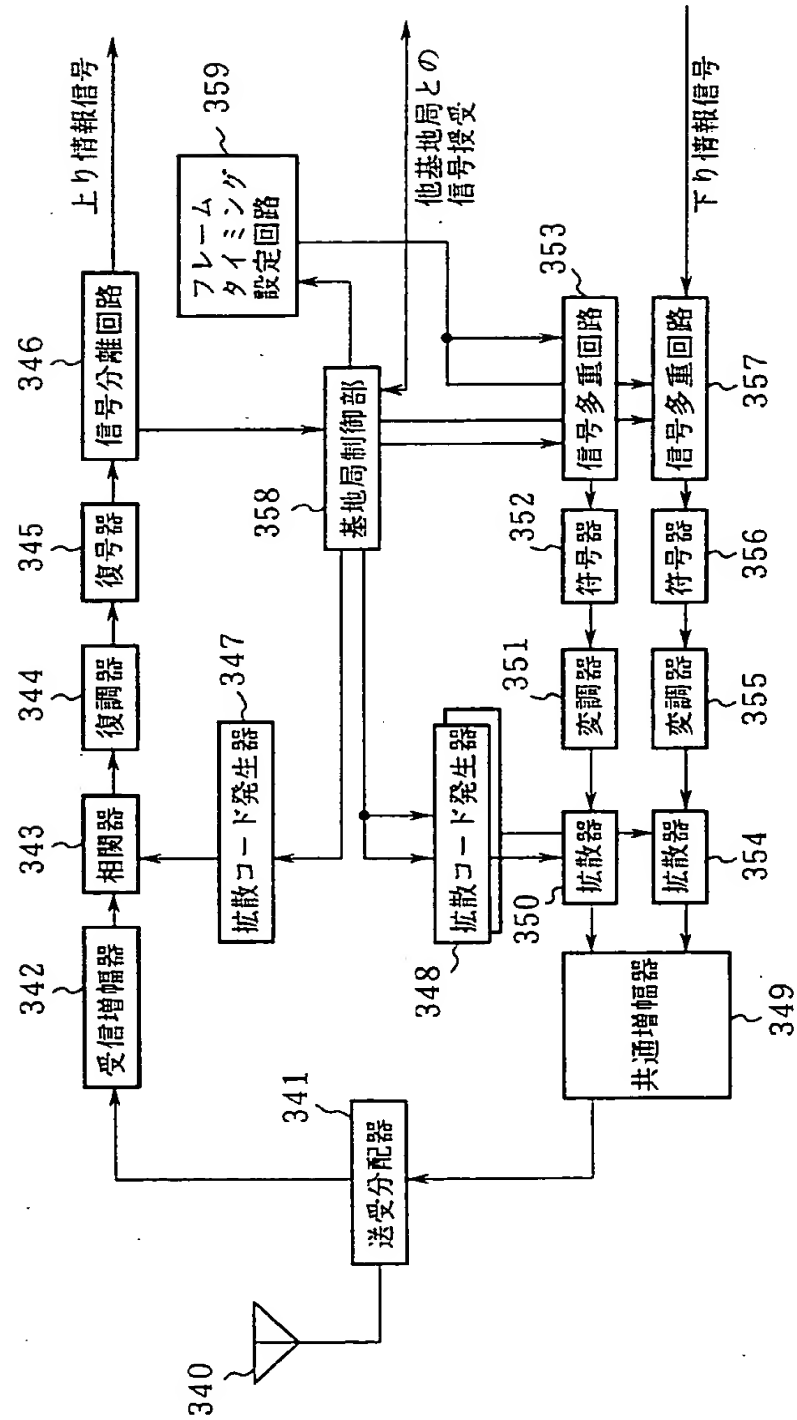 340
送受分配器
341
受信増幅器
342
相関器
343
復調器
344
復号器
345
信号分離回路
346
上り情報信号
拡散コード発生器
347
拡散コード発生器
348
基地局制御部
358
フレーム
タイミング
設定回路
359
他基地局との
信号授受
共通増幅器
349
拡散器
350
変調器
351
符号器
352
信号多重回路
353
拡散器
354
変調器
355
符号器
356
信号多重回路
357
下り情報信号